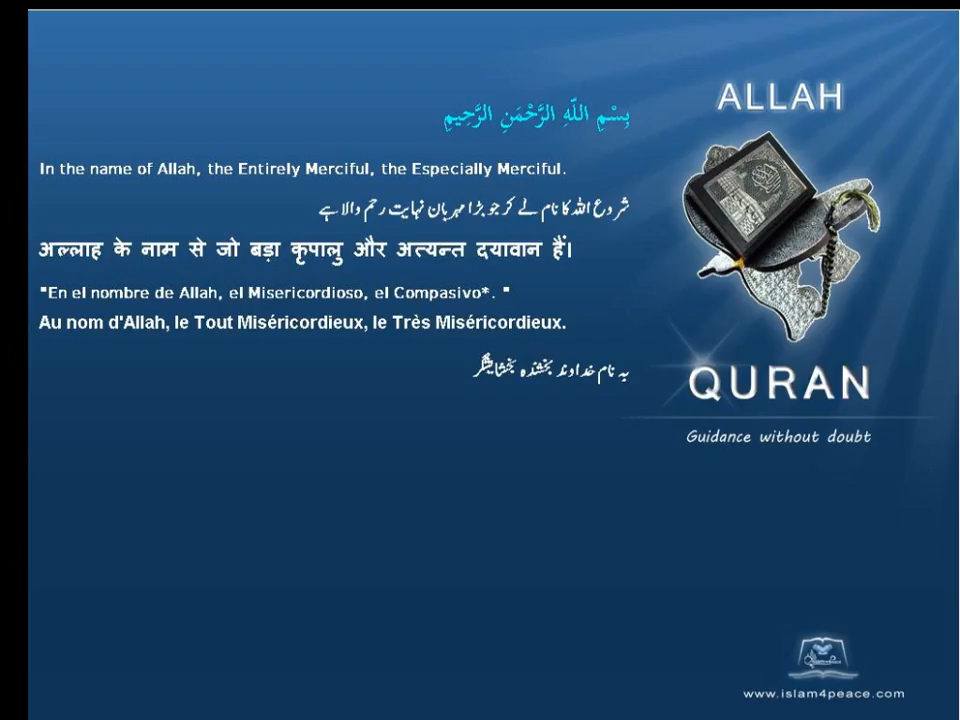 بِسْمِ اللَّهِ الرَّحْمَنِ الرَّحِيمِ
In the name of Allah, the Entirely Merciful, the Especially Merciful.
شروع الله کا نام لے کر جو بڑا مہربان نہایت رحم والا ہے
अल्लाह के नाम से जो बड़ा कृपालु और अत्यन्त दयावान हैं।
"En el nombre de Allah, el Misericordioso, el Compasivo*. "
Au nom d'Allah, le Tout Miséricordieux, le Très Miséricordieux.
به نام خداوند بخشنده بخشایشگر
ALLAH
QURAN
Guidance without doubt
www.islam4peace.com